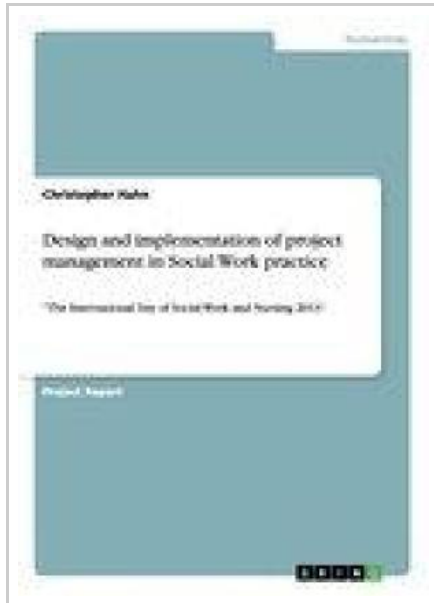 Christopher Hahn
Design and implementation of project
management in Social Work practice
"The International Day of Social Work and Nursing
Project Report
GRIN